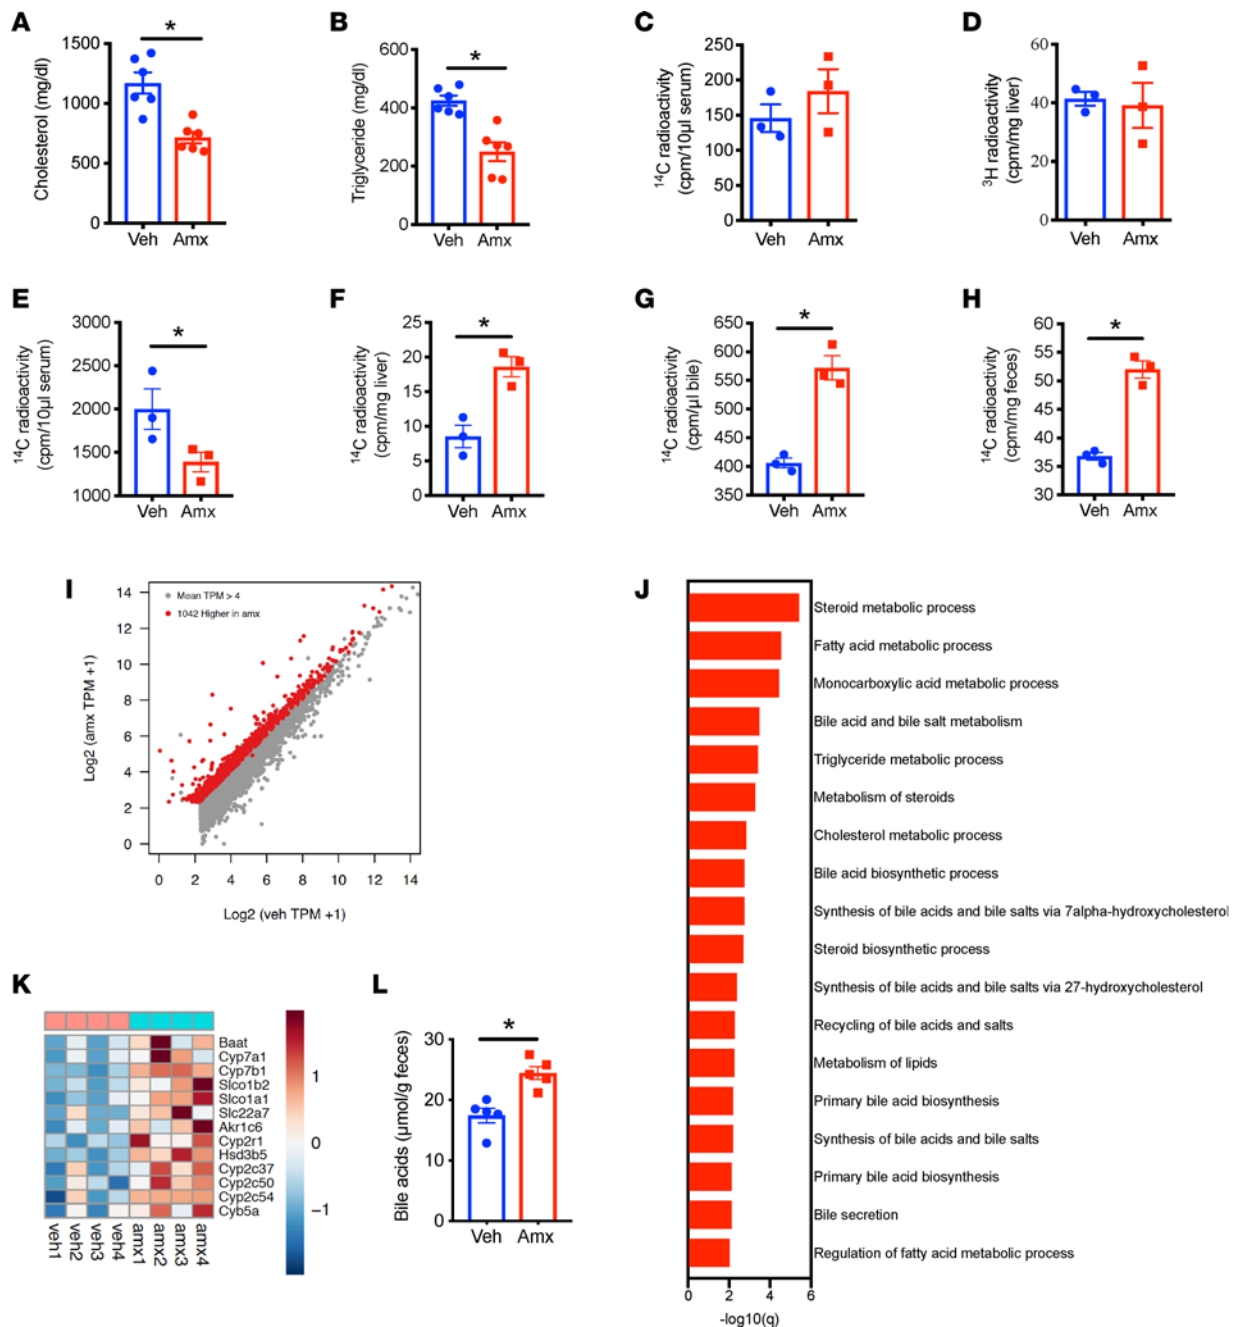 A
*
Cholesterol (mg/dl)
1500
1000
500
0
Veh Amx
B
*
Triglyceride (mg/dl)
600
400
200
0
Veh Amx
C
14C radioactivity
(cpm/10µl serum)
250
200
150
100
50
0
Veh Amx
D
3H radioactivity
(cpm/mg liver)
60
40
20
0
Veh Amx
E
*
14C radioactivity
(cpm/10µl serum)
3000
2500
2000
1500
1000
Veh Amx
F
*
14C radioactivity
(cpm/mg liver)
25
20
15
10
5
0
Veh Amx
G
*
14C radioactivity
(cpm/µl bile)
650
600
550
500
450
400
350
Veh Amx
H
*
14C radioactivity
(cpm/mg feces)
60
55
50
45
40
35
30
Veh Amx
I
Mean TPM > 4
1042 Higher in amx
Log2 (amx TPM +1)
14
12
10
8
6
4
2
0
0 2 4 6 8 10 12 14
Log2 (veh TPM +1)
J
Steroid metabolic process
Fatty acid metabolic process
Monocarboxylic acid metabolic process
Bile acid and bile salt metabolism
Triglyceride metabolic process
Metabolism of steroids
Cholesterol metabolic process
Bile acid biosynthetic process
Synthesis of bile acids and bile salts via 7alpha-hydroxycholesterol
Steroid biosynthetic process
Synthesis of bile acids and bile salts via 27-hydroxycholesterol
Recycling of bile acids and salts
Metabolism of lipids
Primary bile acid biosynthesis
Synthesis of bile acids and bile salts
Primary bile acid biosynthesis
Bile secretion
Regulation of fatty acid metabolic process
0 2 4 6
-log10(q)
K
Baat
Cyp7a1
Cyp7b1
Slco1b2
Slco1a1
Slc22a7
Akr1c6
Cyp2r1
Hsd3b5
Cyp2c37
Cyp2c50
Cyp2c54
Cyb5a
veh1 veh2 veh3 veh4 amx1 amx2 amx3 amx4
1
0
−1
L
*
Bile acids (µmol/g feces)
30
20
10
0
Veh Amx